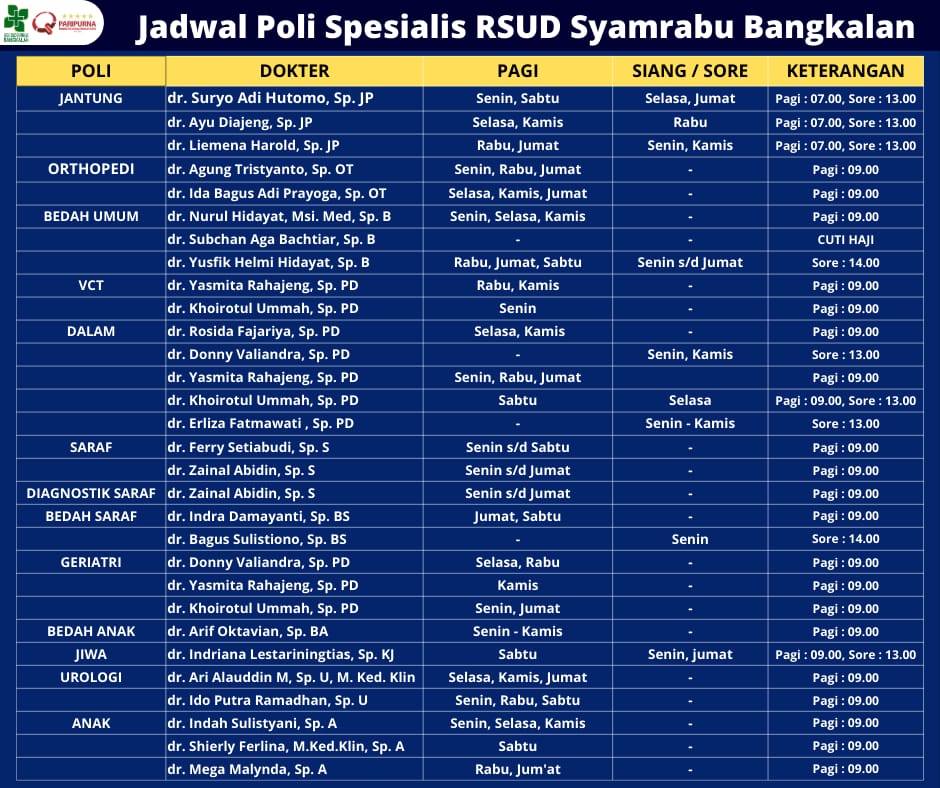 PARIPURNA
Jadwal Poli Spesialis RSUD Syamrabu Bangkalan
POLI DOKTER PAGI SIANG / SORE KETERANGAN
JANTUNG dr. Suryo Adi Hutomo, Sp. JP Senin, Sabtu Selasa, Jumat Pagi : 07.00, Sore : 13.00
dr. Ayu Diajeng, Sp. JP Selasa, Kamis Rabu Pagi : 07.00, Sore : 13.00
dr. Liemena Harold, Sp. JP Rabu, Jumat Senin, Kamis Pagi : 07.00, Sore : 13.00
ORTHOPEDI dr. Agung Tristyanto, Sp. OT Senin, Rabu, Jumat - Pagi : 09.00
dr. Ida Bagus Adi Prayoga, Sp. OT Selasa, Kamis, Jumat - Pagi : 09.00
BEDAH UMUM dr. Nurul Hidayat, Msi. Med, Sp. B Senin, Selasa, Kamis - Pagi : 09.00
dr. Subchan Aga Bachtiar, Sp. B - - CUTI HAJI
dr. Yusfik Helmi Hidayat, Sp. B Rabu, Jumat, Sabtu Senin s/d Jumat Sore : 14.00
VCT dr. Yasmita Rahajeng, Sp. PD Rabu, Kamis - Pagi : 09.00
dr. Khoirotul Ummah, Sp. PD Senin - Pagi : 09.00
DALAM dr. Rosida Fajariya, Sp. PD Selasa, Kamis - Pagi : 09.00
dr. Donny Valiandra, Sp. PD - Senin, Kamis Sore : 13.00
dr. Yasmita Rahajeng, Sp. PD Senin, Rabu, Jumat Pagi : 09.00
dr. Khoirotul Ummah, Sp. PD Sabtu Selasa Pagi : 09.00, Sore : 13.00
dr. Erliza Fatmawati , Sp. PD - Senin - Kamis Sore : 13.00
SARAF dr. Ferry Setiabudi, Sp. S Senin s/d Sabtu - Pagi : 09.00
dr. Zainal Abidin, Sp. S Senin s/d Jumat - Pagi : 09.00
DIAGNOSTIK SARAF dr. Zainal Abidin, Sp. S Senin s/d Jumat - Pagi : 09.00
BEDAH SARAF dr. Indra Damayanti, Sp. BS Jumat, Sabtu - Pagi : 09.00
dr. Bagus Sulistiono, Sp. BS - Senin Sore : 14.00
GERIATRI dr. Donny Valiandra, Sp. PD Selasa, Rabu - Pagi : 09.00
dr. Yasmita Rahajeng, Sp. PD Kamis - Pagi : 09.00
dr. Khoirotul Ummah, Sp. PD Senin, Jumat - Pagi : 09.00
BEDAH ANAK dr. Arif Oktavian, Sp. BA Senin - Kamis - Pagi : 09.00
JIWA dr. Indriana Lestariningtias, Sp. KJ Sabtu Senin, jumat Pagi : 09.00, Sore : 13.00
UROLOGI dr. Ari Alauddin M, Sp. U, M. Ked. Klin Selasa, Kamis, Jumat - Pagi : 09.00
dr. Ido Putra Ramadhan, Sp. U Senin, Rabu, Sabtu - Pagi : 09.00
ANAK dr. Indah Sulistyani, Sp. A Senin, Selasa, Kamis - Pagi : 09.00
dr. Shierly Ferlina, M.Ked.Klin, Sp. A Sabtu - Pagi : 09.00
dr. Mega Malynda, Sp. A Rabu, Jum'at - Pagi : 09.00